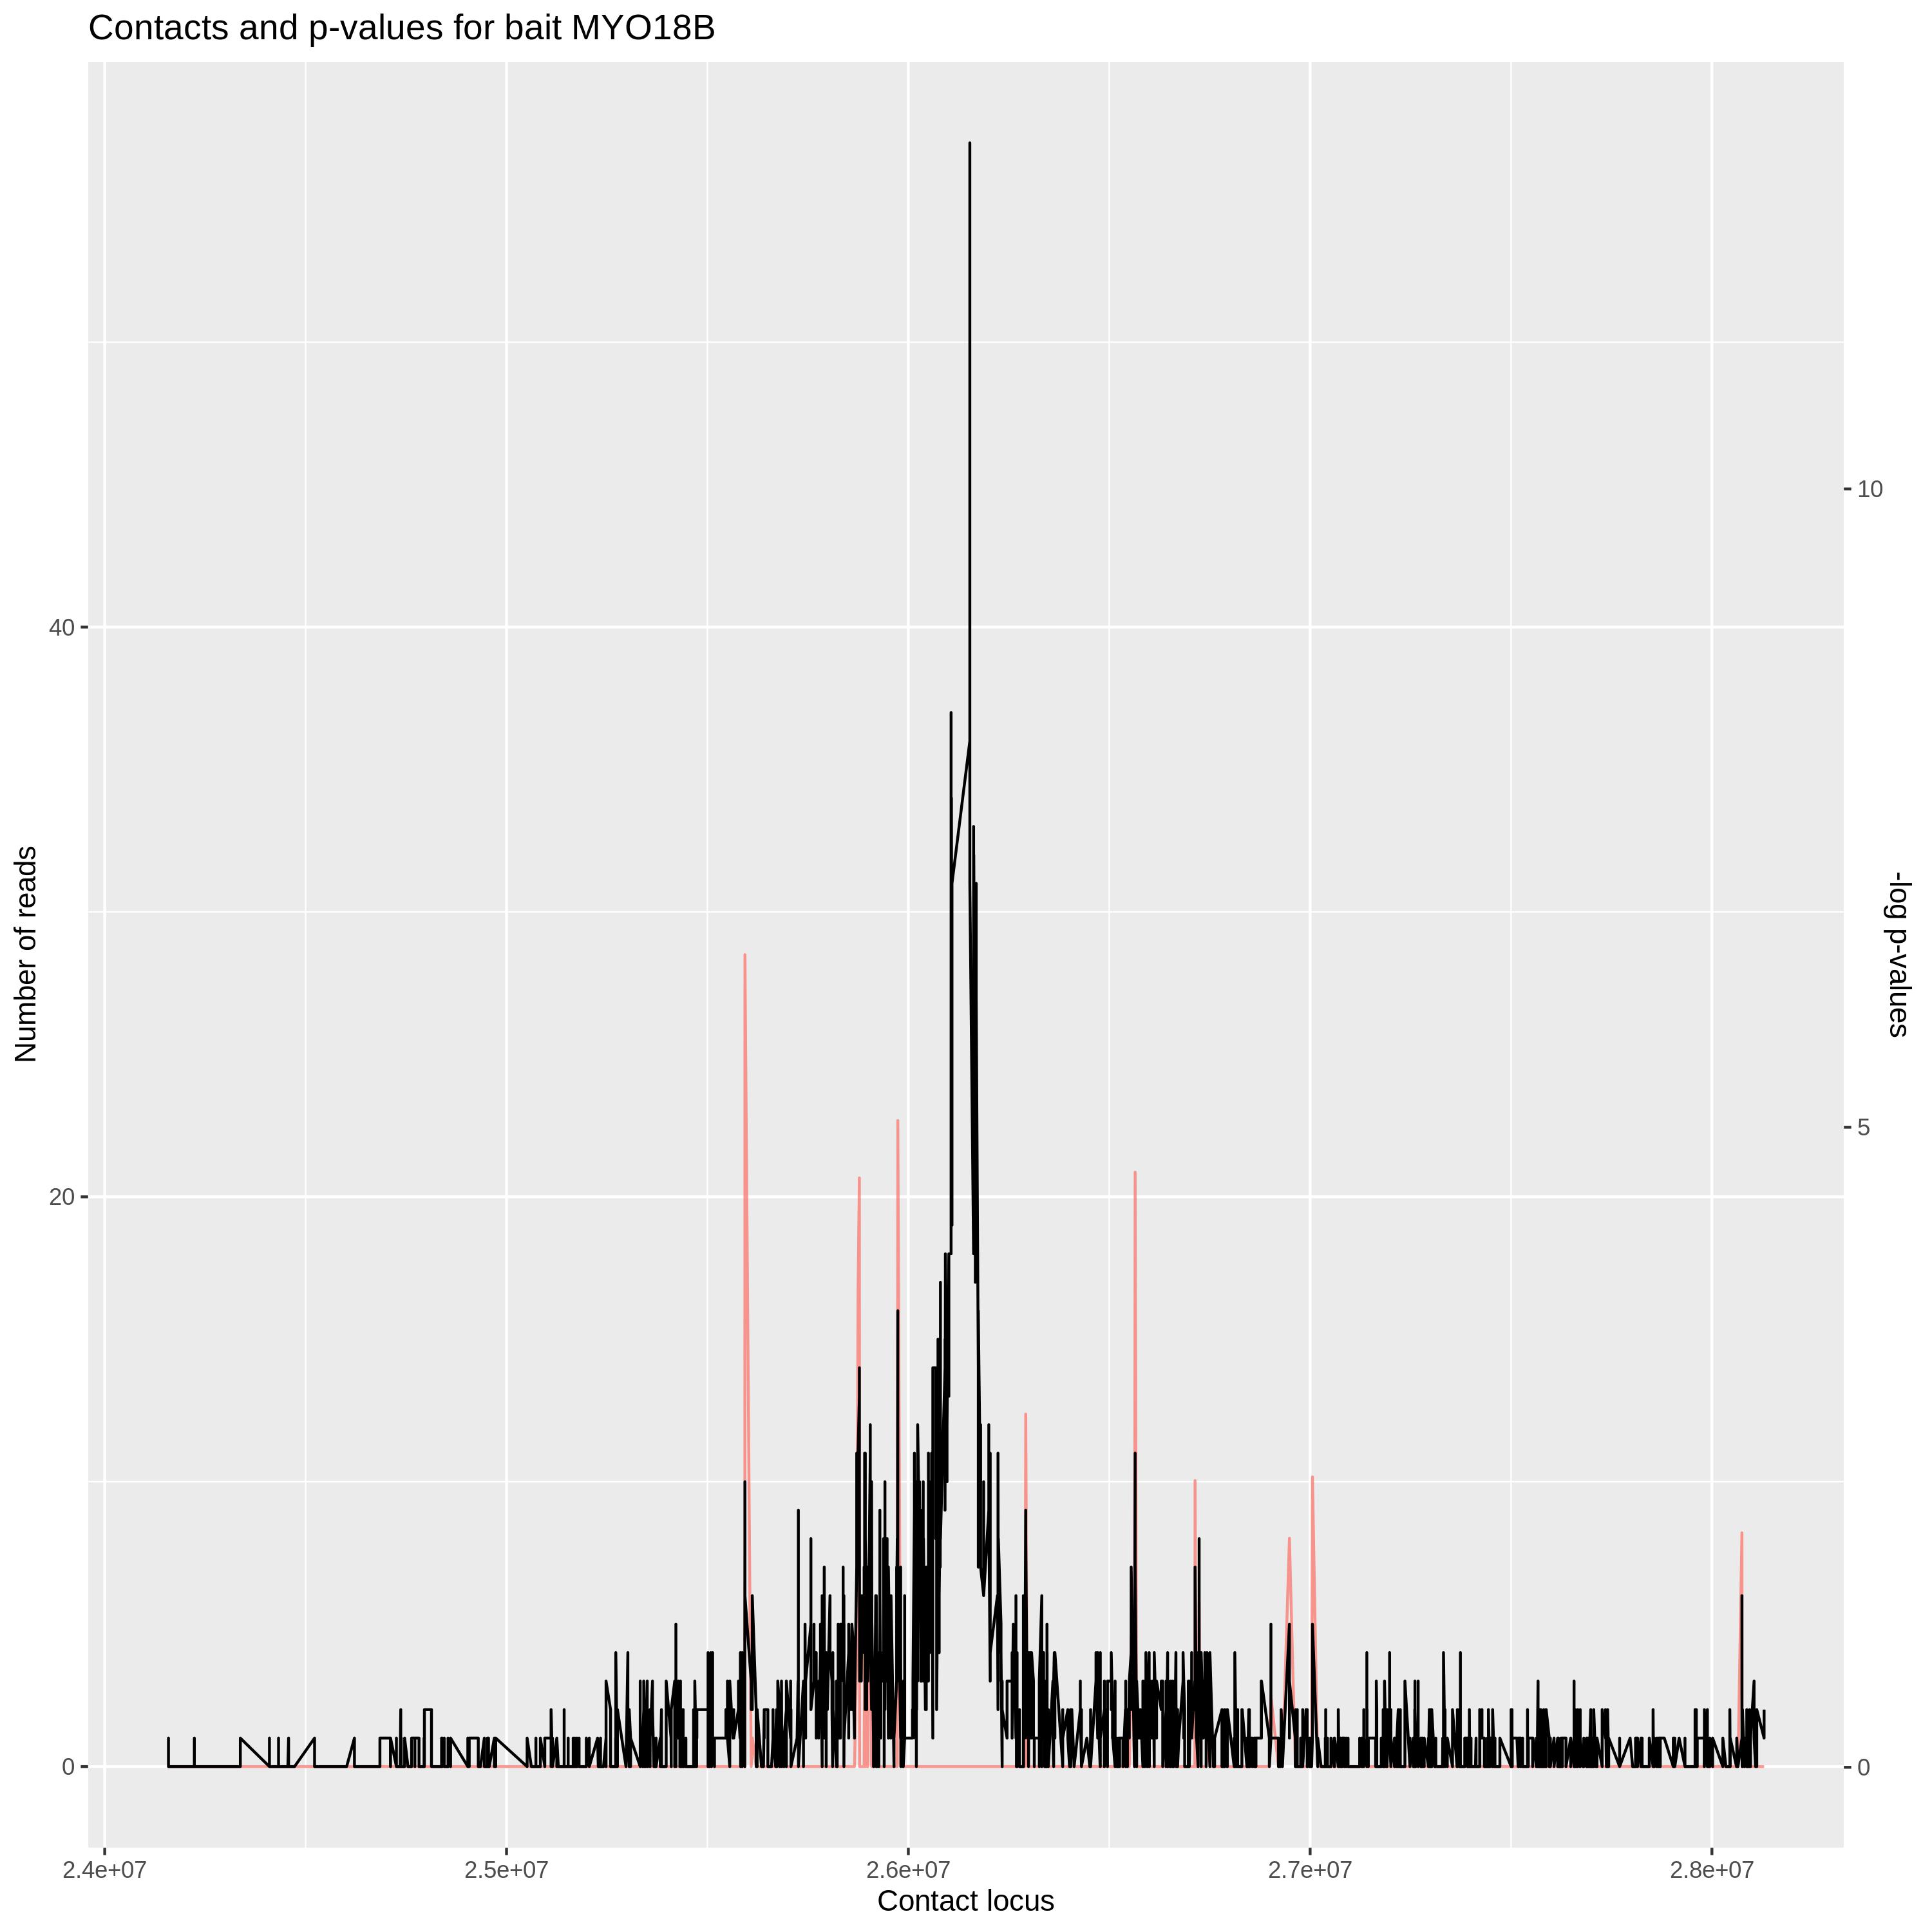 Contacts and p-values for bait MYO18B
Number of reads
40
20
0
10
5
0
-log p-values
2.4e+07
2.5e+07
2.6e+07
2.7e+07
2.8e+07
Contact locus